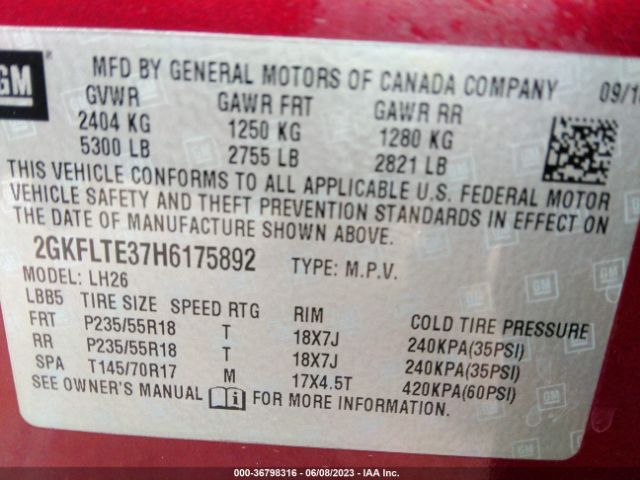 GM
MFD BY GENERAL MOTORS OF CANADA COMPANY
GVWR GAWR FRT GAWR RR
2404 KG 1250 KG 1280 KG
5300 LB 2755 LB 2821 LB
THIS VEHICLE CONFORMS TO ALL APPLICABLE U.S. FEDERAL MOTOR
VEHICLE SAFETY AND THEFT PREVENTION STANDARDS IN EFFECT ON
THE DATE OF MANUFACTURE SHOWN ABOVE.
2GKFLTE37H6175892 TYPE: M.P.V.
MODEL: LH26
LBB5 TIRE SIZE SPEED RTG RIM COLD TIRE PRESSURE
FRT P235/55R18 T 18X7J 240KPA(35PSI)
RR P235/55R18 T 18X7J 240KPA(35PSI)
SPA T145/70R17 M 17X4.5T 420KPA(60PSI)
SEE OWNER'S MANUAL FOR MORE INFORMATION.
000-36798316 - 06/08/2023 - IAA Inc.